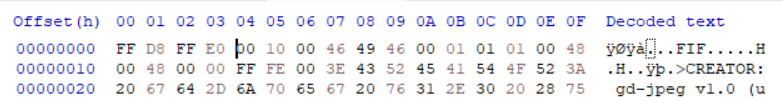 Offset(h) 00 01 02 03 04 05 06 07 08 09 0A 0B 0C 0D 0E 0F Decoded text
00000000 FF D8 FF E0 00 10 00 46 49 46 00 01 01 01 00 48 ÿØÿà...FIF.....H
00000010 00 48 00 00 FF FE 00 3E 43 52 45 41 54 4F 52 3A .H..ÿþ.>CREATOR:
00000020 20 67 64 2D 6A 70 65 67 20 76 31 2E 30 20 28 75 gd-jpeg v1.0 (u